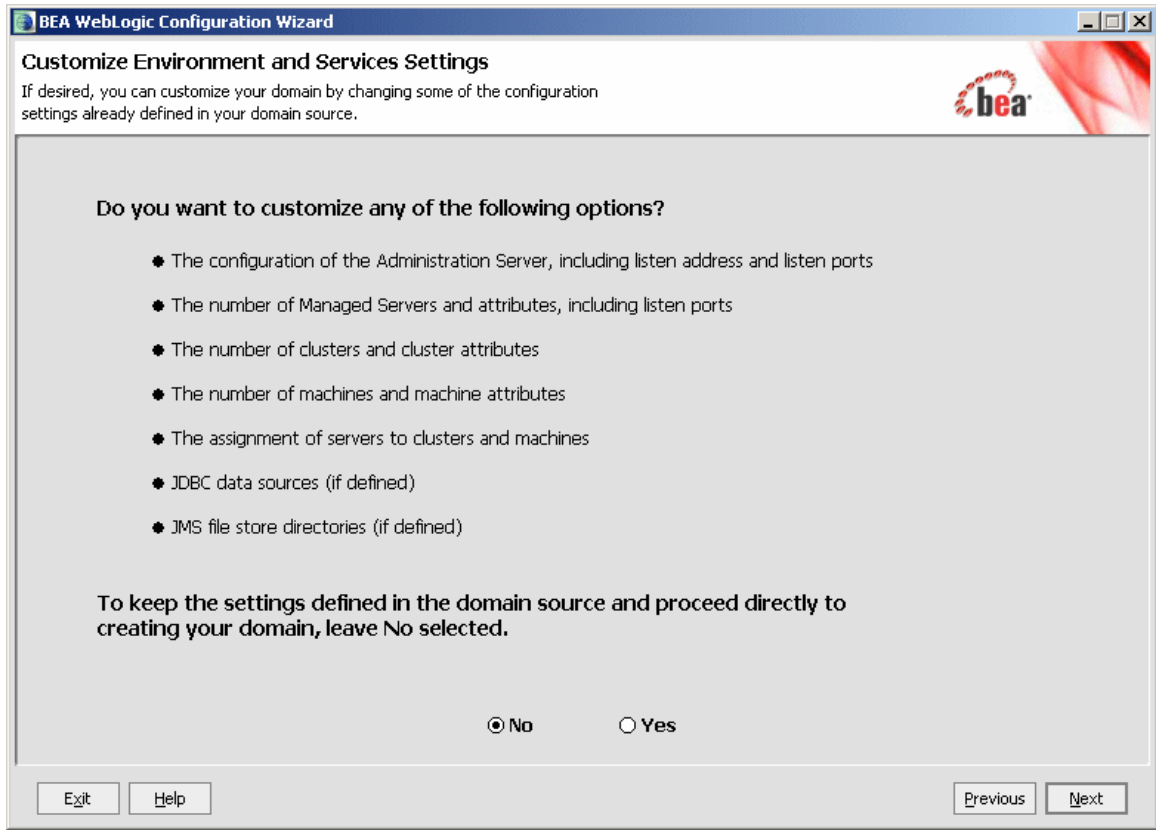 BEA WebLogic Configuration Wizard
Customize Environment and Services Settings
If desired, you can customize your domain by changing some of the configuration
settings already defined in your domain source.
bea
Do you want to customize any of the following options?
● The configuration of the Administration Server, including listen address and listen ports
● The number of Managed Servers and attributes, including listen ports
● The number of clusters and cluster attributes
● The number of machines and machine attributes
● The assignment of servers to clusters and machines
● JDBC data sources (if defined)
● JMS file store directories (if defined)
To keep the settings defined in the domain source and proceed directly to
creating your domain, leave No selected.
No Yes
Exit Help Previous Next